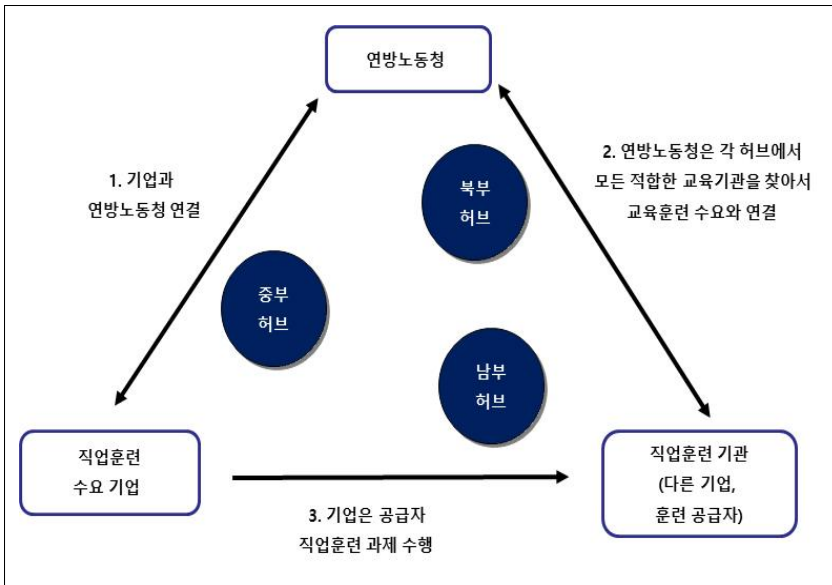 연방노동청
1. 기업과
연방노동청 연결
2. 연방노동청은 각 허브에서
모든 적합한 교육기관을 찾아서
교육훈련 수요와 연결
북부
허브
중부
허브
남부
허브
직업훈련
수요 기업
직업훈련 기관
(다른 기업,
훈련 공급자)
3. 기업은 공급자
직업훈련 과제 수행